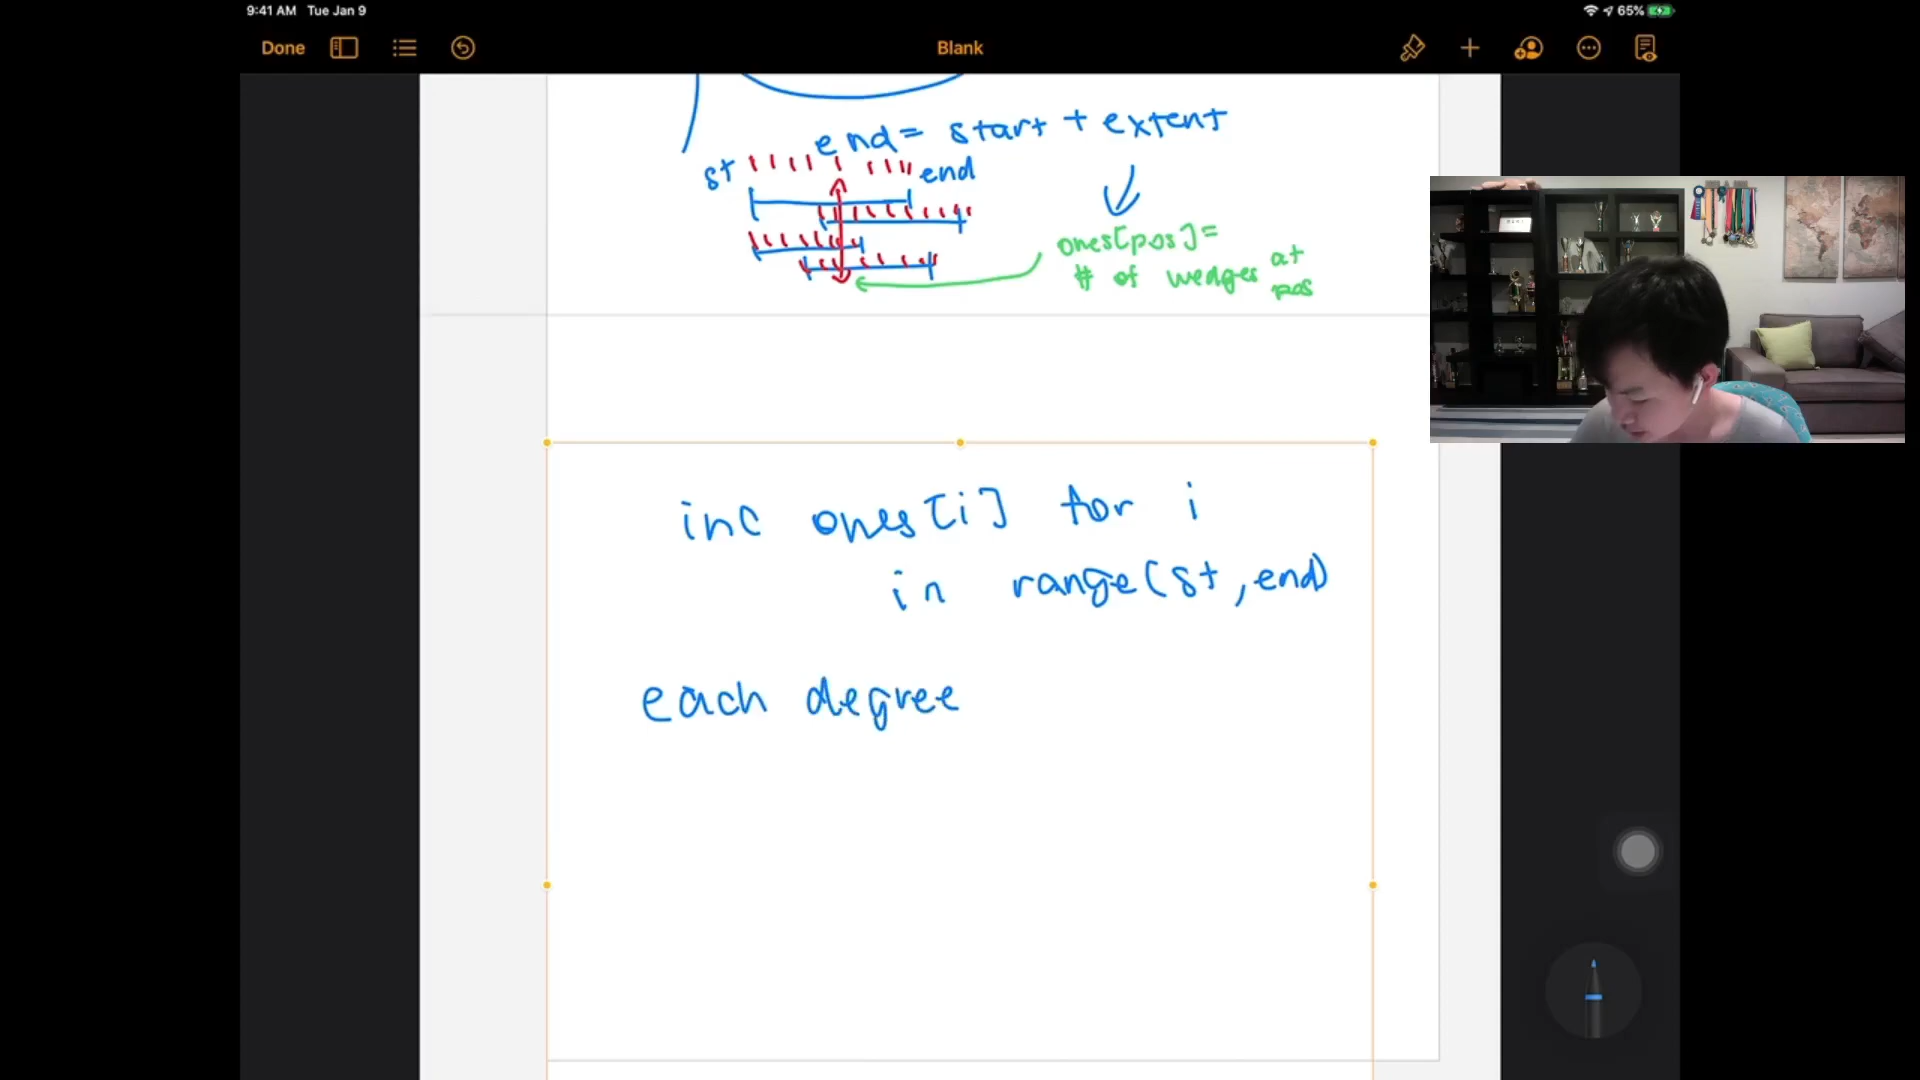 9:41 AM Tue Jan 9
65%
Done
Blank
end = start + extent
st
end
ones[pos] =
# of wedges at
pos
inc ones[i] for i
in range(st, end)
each degree